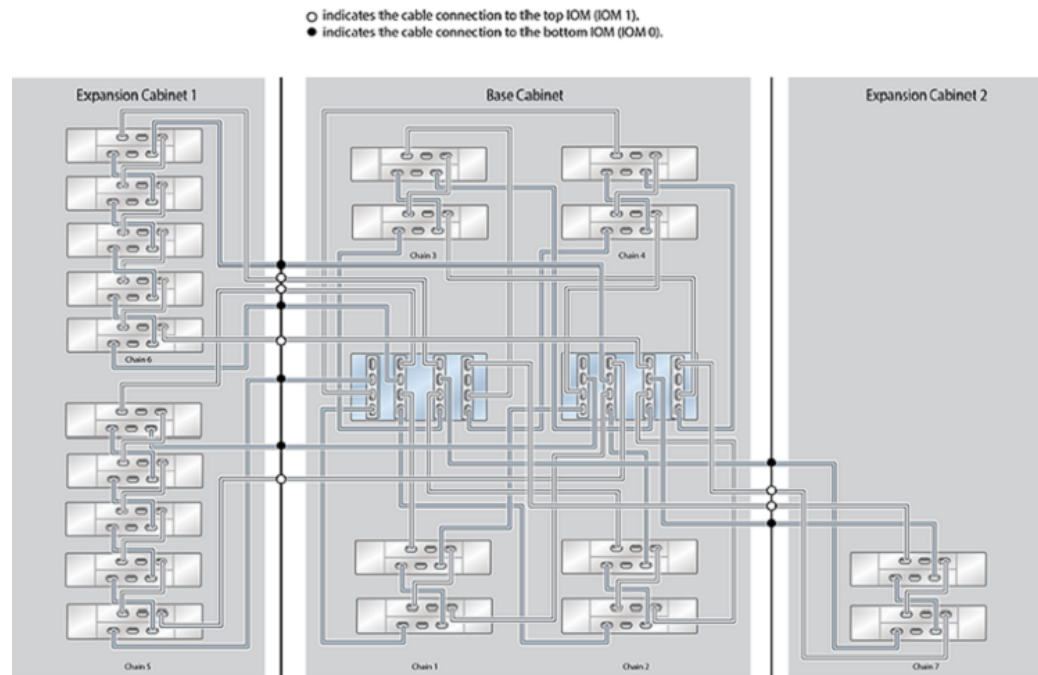 indicates the cable connection to the top IOM (IOM 1).
indicates the cable connection to the bottom IOM (IOM 0).
Expansion Cabinet 1
Base Cabinet
Expansion Cabinet 2
Chain 3
Chain 4
Chain 6
Chain 5
Chain 1
Chain 2
Chain 7